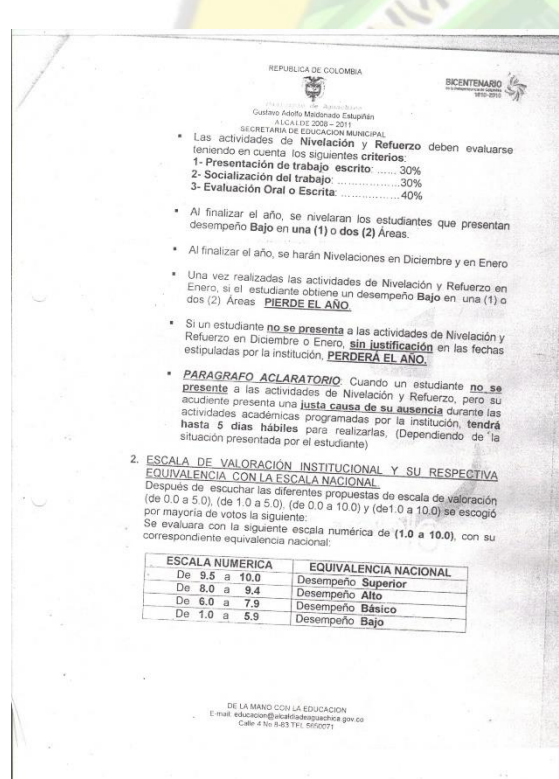 REPUBLICA DE COLOMBIA
BICENTENARIO
1810-2010
Gustavo Adolfo Maldonado Estupiñán
ALCALDE 2008 – 2011
SECRETARIA DE EDUCACION MUNICIPAL
▪ Las actividades de Nivelación y Refuerzo deben evaluarse
teniendo en cuenta los siguientes criterios:
1- Presentación de trabajo escrito: ...... 30%
2- Socialización del trabajo: ..................30%
3- Evaluación Oral o Escrita: ................40%
▪ Al finalizar el año, se nivelaran los estudiantes que presentan
desempeño Bajo en una (1) o dos (2) Áreas.
▪ Al finalizar el año, se harán Nivelaciones en Diciembre y en Enero
▪ Una vez realizadas las actividades de Nivelación y Refuerzo en
Enero, si el estudiante obtiene un desempeño Bajo en una (1) o
dos (2) Áreas PIERDE EL AÑO.
▪ Si un estudiante no se presenta a las actividades de Nivelación y
Refuerzo en Diciembre o Enero, sin justificación en las fechas
estipuladas por la institución, PERDERÁ EL AÑO.
▪ PARAGRAFO ACLARATORIO: Cuando un estudiante no se
presente a las actividades de Nivelación y Refuerzo, pero su
acudiente presenta una justa causa de su ausencia durante las
actividades académicas programadas por la institución, tendrá
hasta 5 días hábiles para realizarlas, (Dependiendo de la
situación presentada por el estudiante)
2. ESCALA DE VALORACIÓN INSTITUCIONAL Y SU RESPECTIVA
EQUIVALENCIA CON LA ESCALA NACIONAL.
Después de escuchar las diferentes propuestas de escala de valoración
(de 0.0 a 5.0), (de 1.0 a 5.0), (de 0.0 a 10.0) y (de1.0 a 10.0) se escogió
por mayoría de votos la siguiente:
Se evaluara con la siguiente escala numérica de (1.0 a 10.0), con su
correspondiente equivalencia nacional:
ESCALA NUMERICA EQUIVALENCIA NACIONAL
De 9.5 a 10.0 Desempeño Superior
De 8.0 a 9.4 Desempeño Alto
De 6.0 a 7.9 Desempeño Básico
De 1.0 a 5.9 Desempeño Bajo
DE LA MANO CON LA EDUCACION
E-mail: educacion@alcaldiadeaguachica.gov.co
Calle 4 No 8-83 TEL 5650071